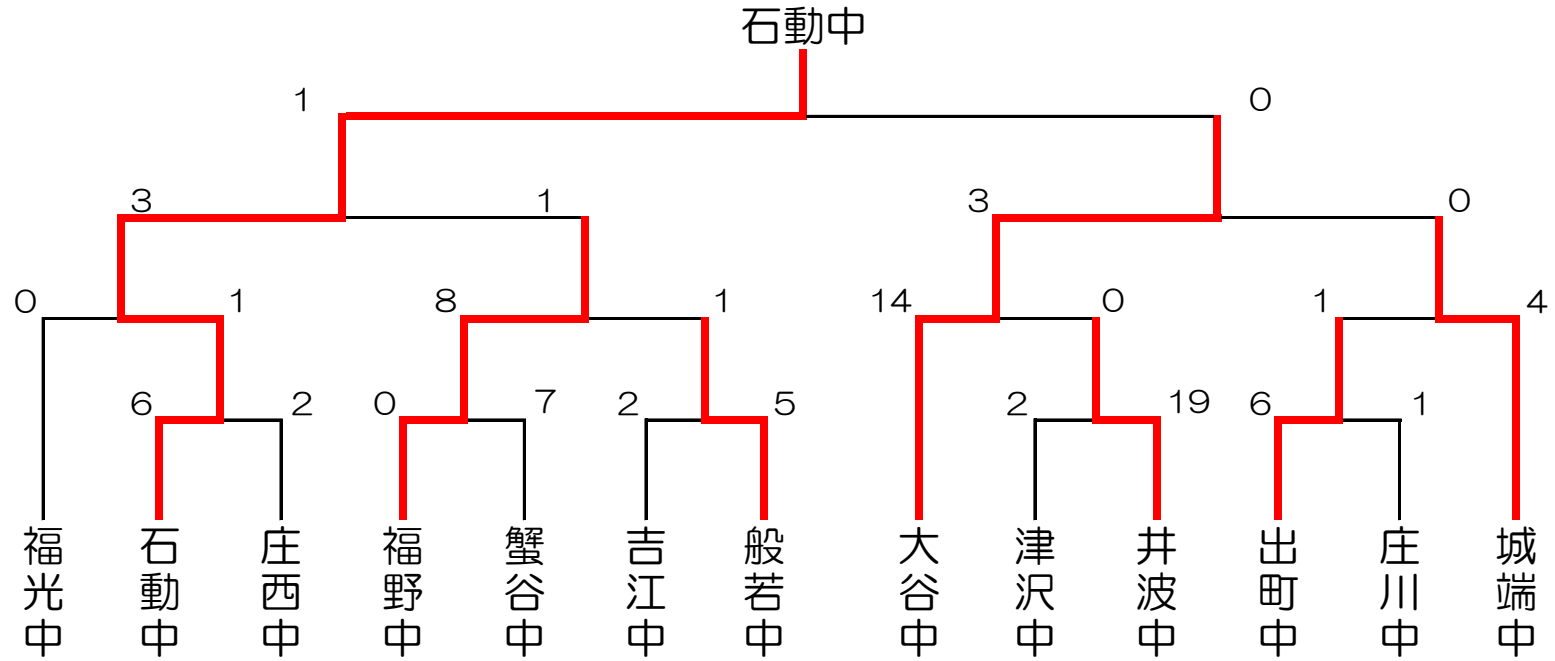 石動中
1 0
3 1 3 0
0 1 8 1 14 0 1 4
6 2 0 7 2 5 2 19 6 1
福光中
石動中
庄西中
福野中
蟹谷中
吉江中
般若中
大谷中
津沢中
井波中
出町中
庄川中
城端中